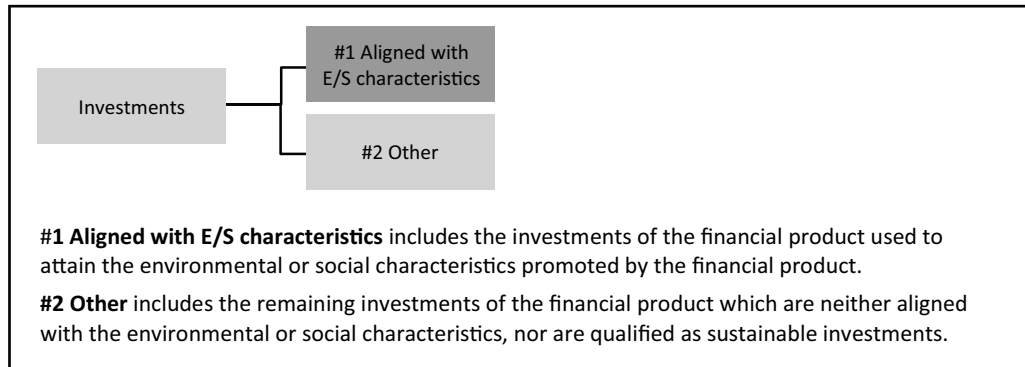 #1 Aligned with
E/S characteristics
Investments
#2 Other
#1 Aligned with E/S characteristics includes the investments of the financial product used to
attain the environmental or social characteristics promoted by the financial product.
#2 Other includes the remaining investments of the financial product which are neither aligned
with the environmental or social characteristics, nor are qualified as sustainable investments.